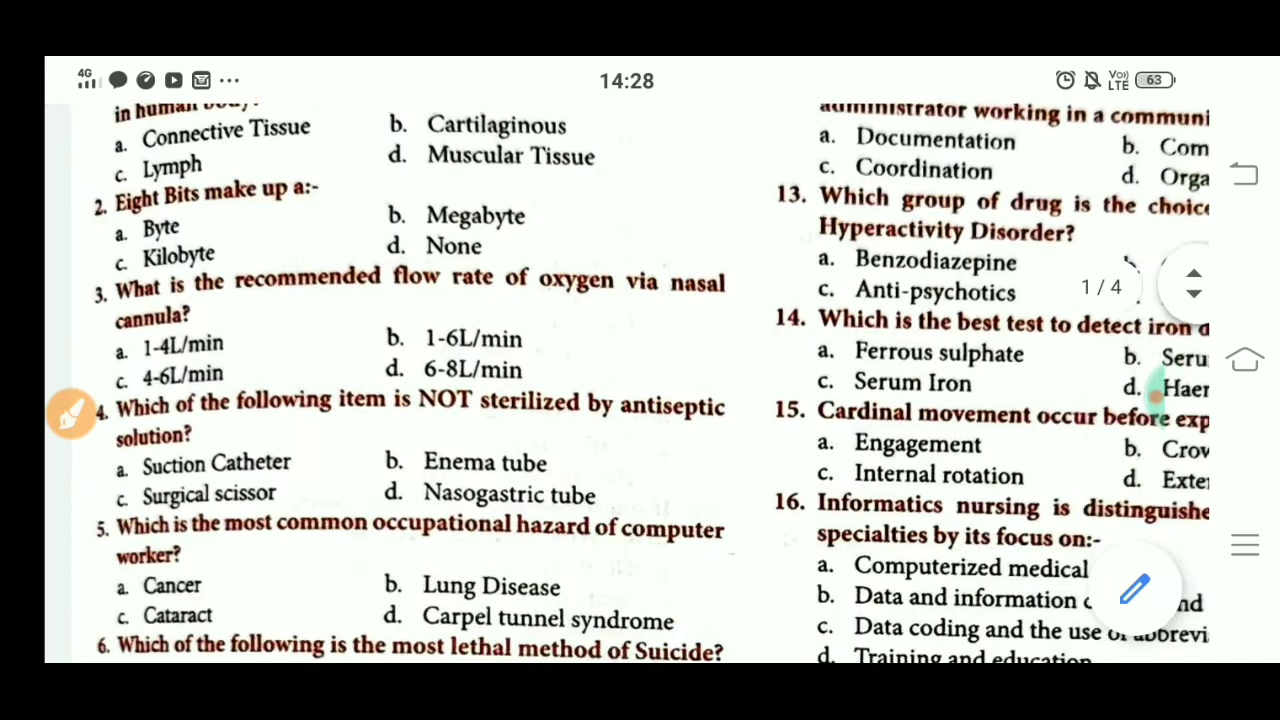 4G
14:28
Vo))
LTE
63
in human
a. Connective Tissue
b. Cartilaginous
c. Lymph
d. Muscular Tissue
2. Eight Bits make up a:-
a. Byte
b. Megabyte
c. Kilobyte
d. None
3. What is the recommended flow rate of oxygen via nasal
cannula?
a. 1-4L/min
b. 1-6L/min
c. 4-6L/min
d. 6-8L/min
4. Which of the following item is NOT sterilized by antiseptic
solution?
a. Suction Catheter
b. Enema tube
c. Surgical scissor
d. Nasogastric tube
5. Which is the most common occupational hazard of computer
worker?
a. Cancer
b. Lung Disease
c. Cataract
d. Carpel tunnel syndrome
6. Which of the following is the most lethal method of Suicide?
administrator working in a communi
a. Documentation
b. Com
c. Coordination
d. Orga
13. Which group of drug is the choice
Hyperactivity Disorder?
a. Benzodiazepine
c. Anti-psychotics
1 / 4
14. Which is the best test to detect iron d
a. Ferrous sulphate
b. Seru
c. Serum Iron
d. Haer
15. Cardinal movement occur before exp
a. Engagement
b. Crow
c. Internal rotation
d. Exter
16. Informatics nursing is distinguishe
specialties by its focus on:-
a. Computerized medical
b. Data and information nd
c. Data coding and the use of abbrevi
d. Training and education